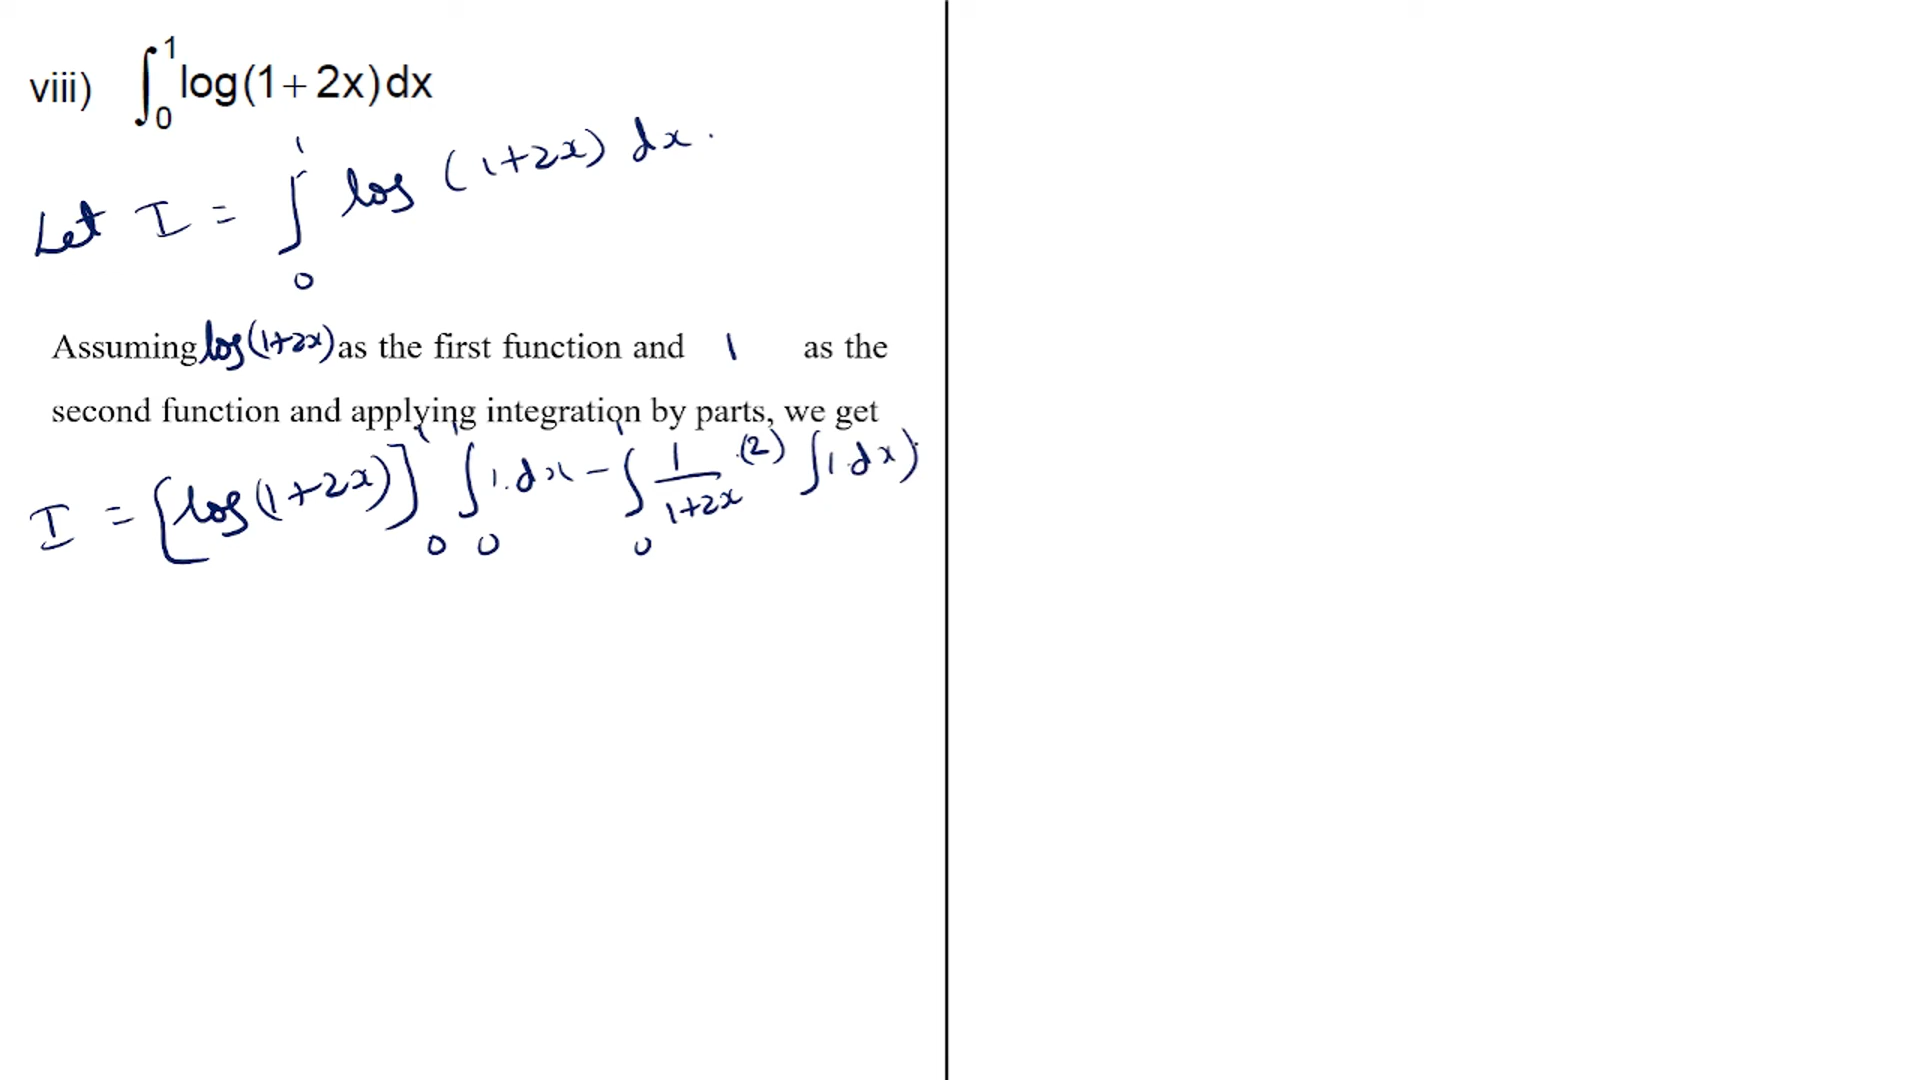 viii) ∫₀¹ log(1+2x)dx
Let I = ∫₀¹ log (1+2x) dx.
Assuming log(1+2x) as the first function and 1 as the
second function and applying integration by parts, we get
I = [log(1+2x)]₀¹ ∫₀¹ 1.dx - ∫₀¹ 1/(1+2x) .(2) ∫1.dx)